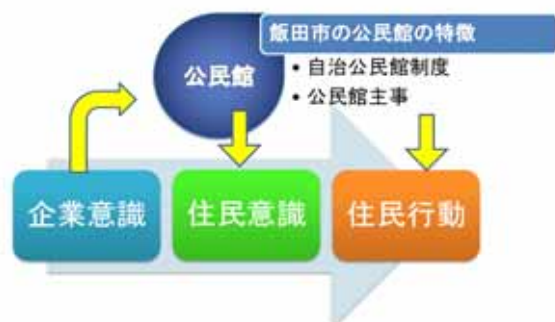 飯田市の公民館の特徴
公民館
• 自治公民館制度
• 公民館主事
企業意識
住民意識
住民行動